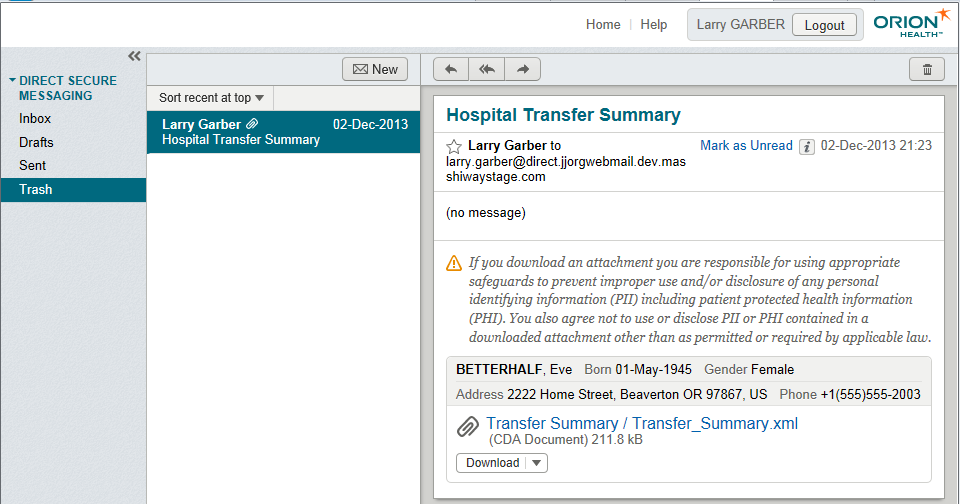 Home | Help
Larry GARBER
Logout
ORION
HEALTH™
DIRECT SECURE
MESSAGING
Inbox
Drafts
Sent
Trash
New
Sort recent at top
Larry Garber 02-Dec-2013
Hospital Transfer Summary
Hospital Transfer Summary
Larry Garber to
larry.garber@direct.jjorgwebmail.dev.mas
shiwaystage.com
Mark as Unread i 02-Dec-2013 21:23
(no message)
If you download an attachment you are responsible for using appropriate
safeguards to prevent improper use and/or disclosure of any personal
identifying information (PII) including patient protected health information
(PHI). You also agree not to use or disclose PII or PHI contained in a
downloaded attachment other than as permitted or required by applicable law.
BETTERHALF, Eve Born 01-May-1945 Gender Female
Address 2222 Home Street, Beaverton OR 97867, US Phone +1(555)555-2003
Transfer Summary / Transfer_Summary.xml
(CDA Document) 211.8 kB
Download